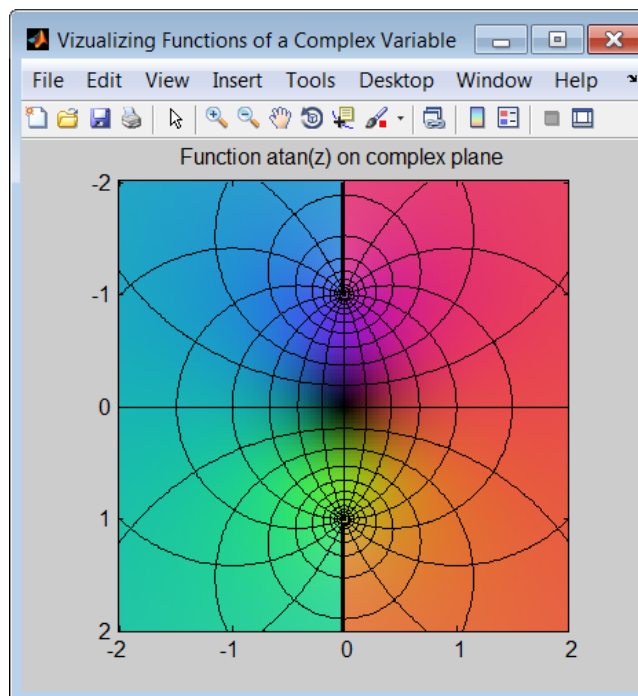 Vizualizing Functions of a Complex Variable
File Edit View Insert Tools Desktop Window Help
Function atan(z) on complex plane
-2
-1
0
1
2
-2 -1 0 1 2